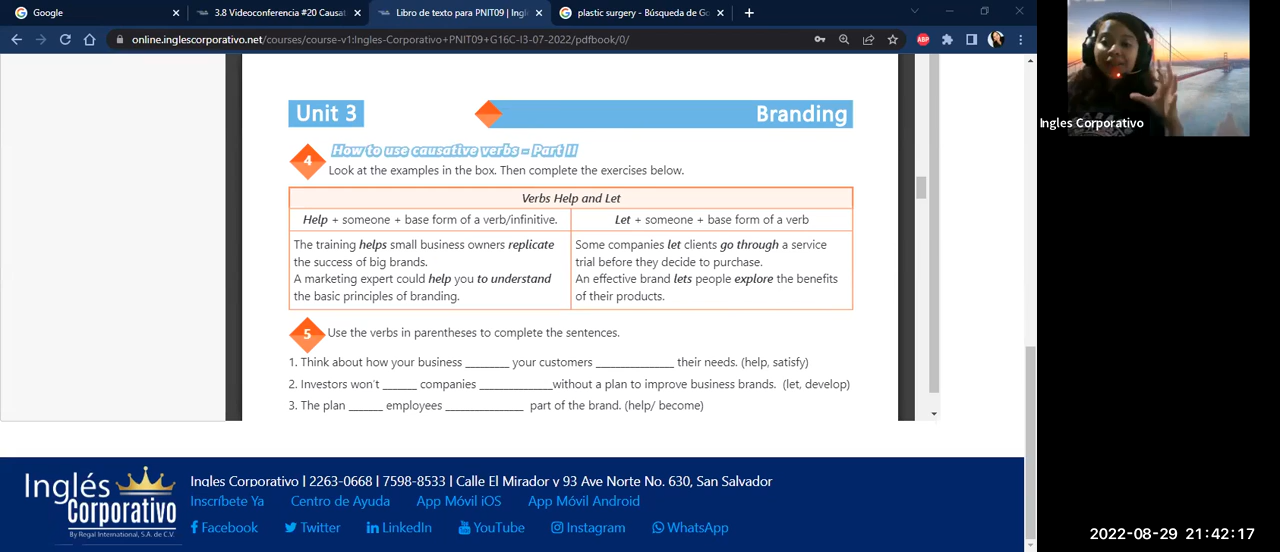 Google
3.8 Videoconferencia #20 Causat
Libro de texto para PNIT09 | Ingl
plastic surgery - Búsqueda de Go
online.inglescorporativo.net/courses/course-v1:Ingles-Corporativo+PNIT09+G16C-I3-07-2022/pdfbook/0/
ABP
Unit 3
Branding
4
How to use causative verbs - Part II
Look at the examples in the box. Then complete the exercises below.
Verbs Help and Let
Help + someone + base form of a verb/infinitive.
Let + someone + base form of a verb
The training helps small business owners replicate
the success of big brands.
A marketing expert could help you to understand
the basic principles of branding.
Some companies let clients go through a service
trial before they decide to purchase.
An effective brand lets people explore the benefits
of their products.
5
Use the verbs in parentheses to complete the sentences.
1. Think about how your business ________ your customers ______________ their needs. (help, satisfy)
2. Investors won't ______ companies _____________without a plan to improve business brands. (let, develop)
3. The plan ______ employees ______________ part of the brand. (help/ become)
Inglés
Corporativo
By Regal International, S.A. de C.V.
Ingles Corporativo | 2263-0668 | 7598-8533 | Calle El Mirador y 93 Ave Norte No. 630, San Salvador
Inscríbete Ya
Centro de Ayuda
App Móvil iOS
App Móvil Android
Facebook
Twitter
LinkedIn
YouTube
Instagram
WhatsApp
Ingles Corporativo
2022-08-29 21:42:17